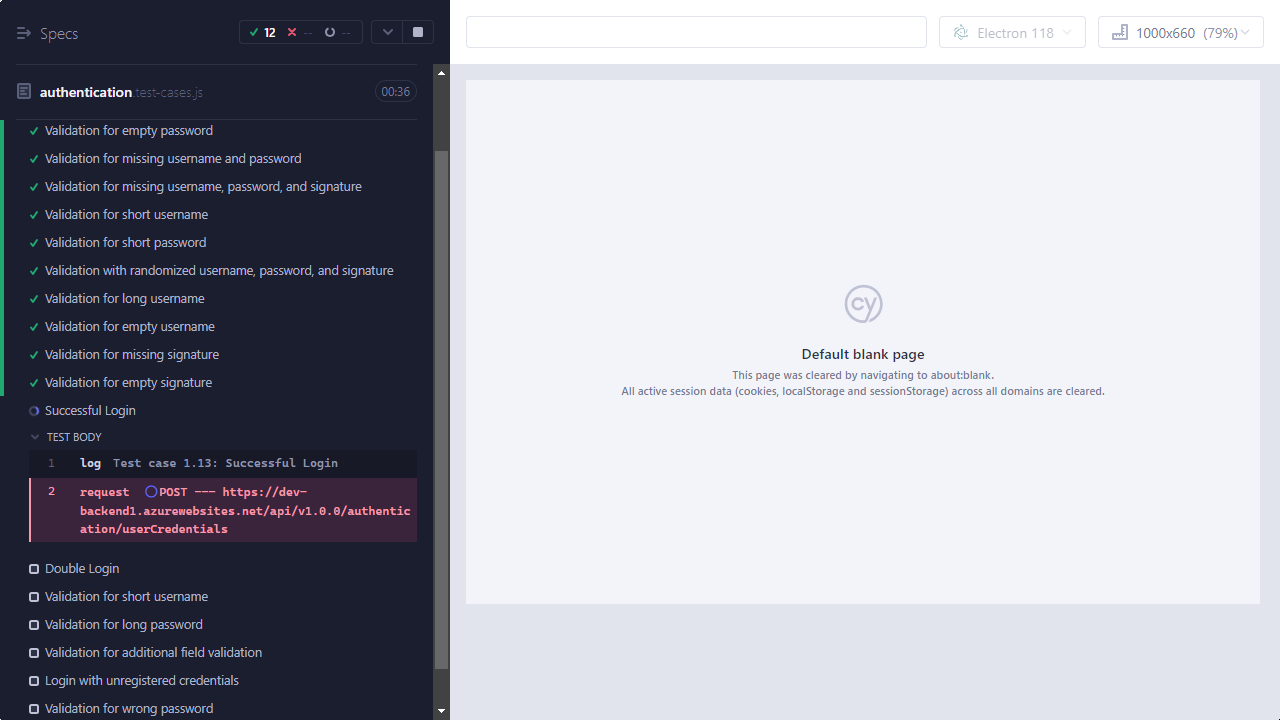 Specs
12
--
--
Electron 118
1000x660 (79%)
authentication.test-cases.js
00:36
Validation for empty password
Validation for missing username and password
Validation for missing username, password, and signature
Validation for short username
Validation for short password
Validation with randomized username, password, and signature
Validation for long username
Validation for empty username
Validation for missing signature
Validation for empty signature
Successful Login
TEST BODY
1 log Test case 1.13: Successful Login
2 request POST --- https://dev-
backend1.azurewebsites.net/api/v1.0.0/authentic
ation/userCredentials
Double Login
Validation for short username
Validation for long password
Validation for additional field validation
Login with unregistered credentials
Validation for wrong password
cy
Default blank page
This page was cleared by navigating to about:blank.
All active session data (cookies, localStorage and sessionStorage) across all domains are cleared.